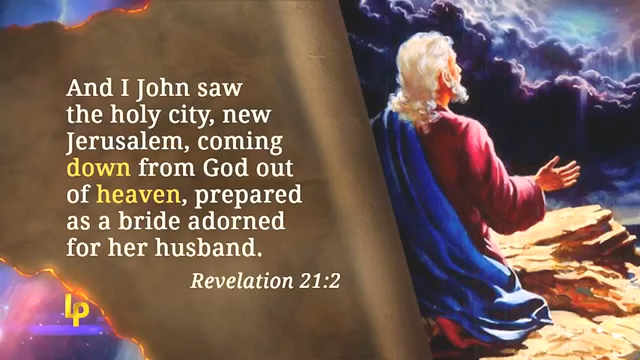 And I John saw
the holy city, new
Jerusalem, coming
down from God out
of heaven, prepared
as a bride adorned
for her husband.
Revelation 21:2
LP